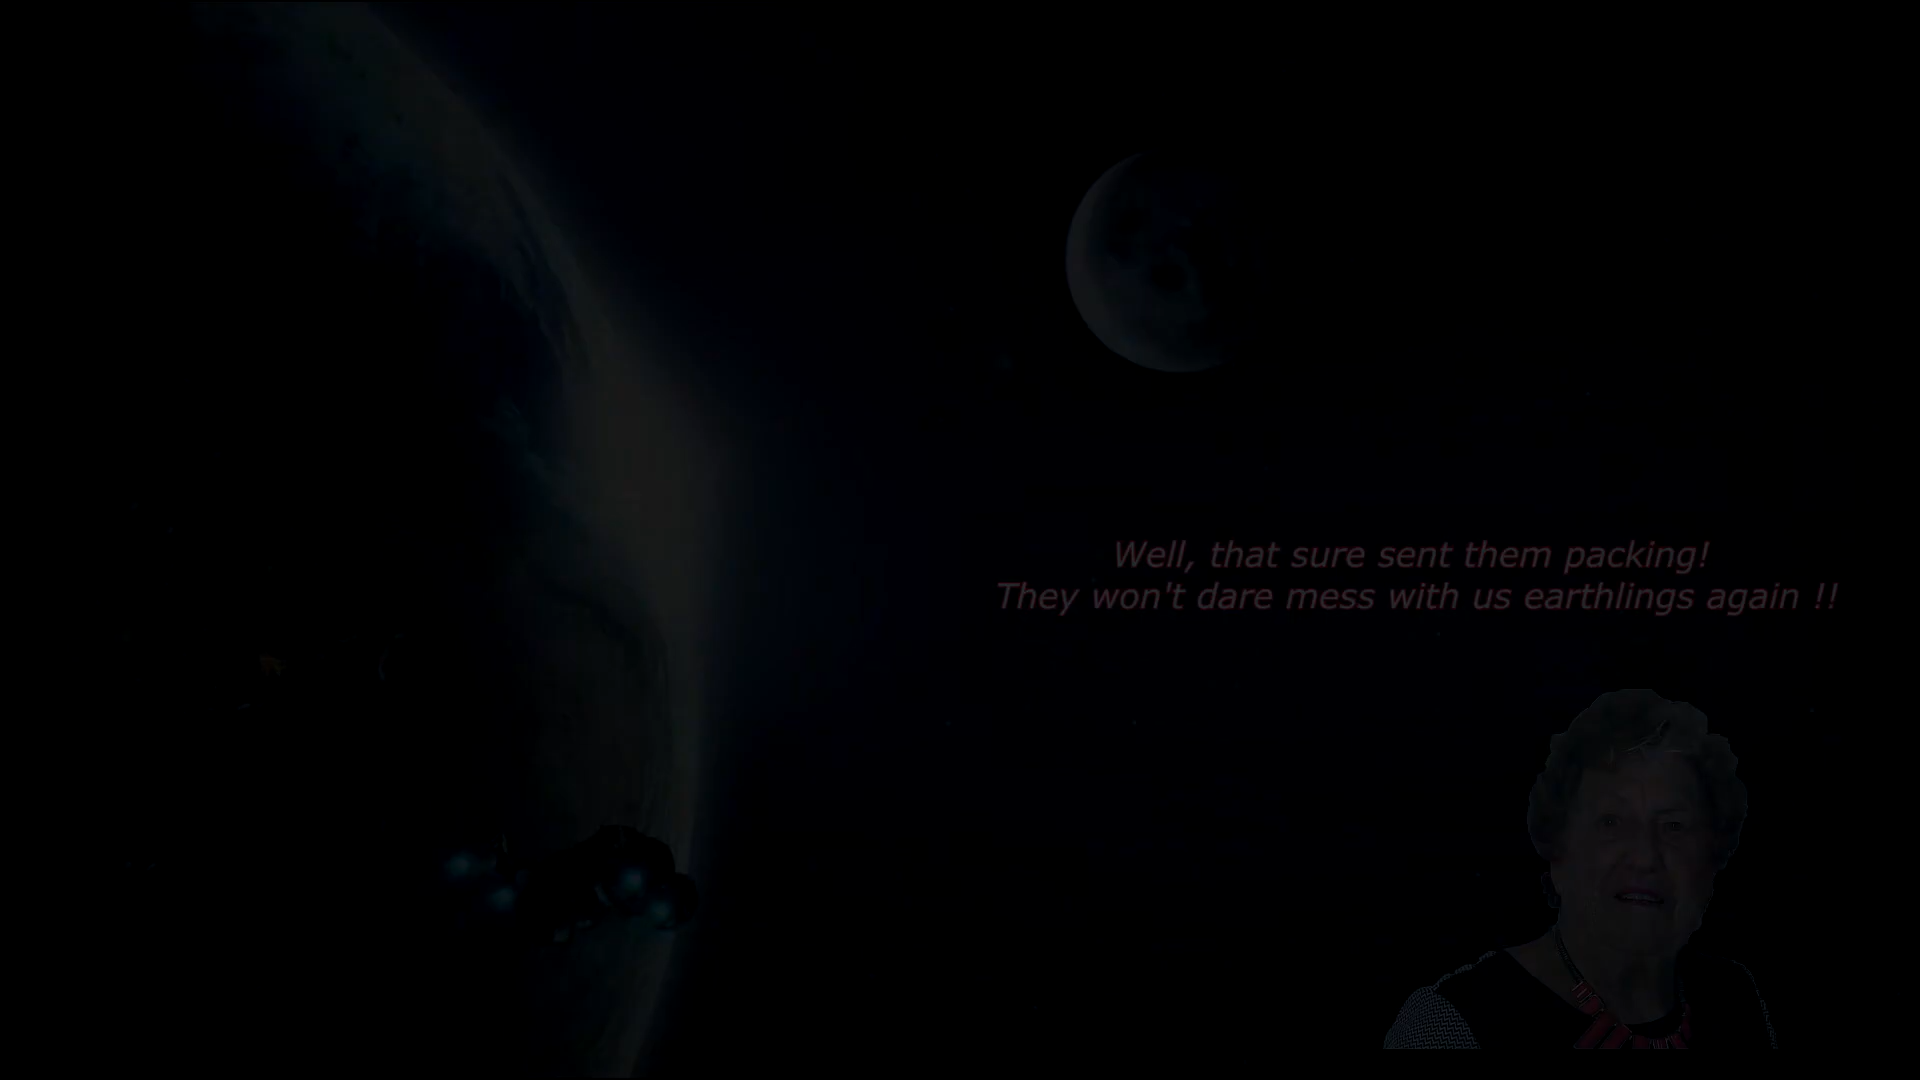 Well, that sure sent them packing!
They won't dare mess with us earthlings again !!